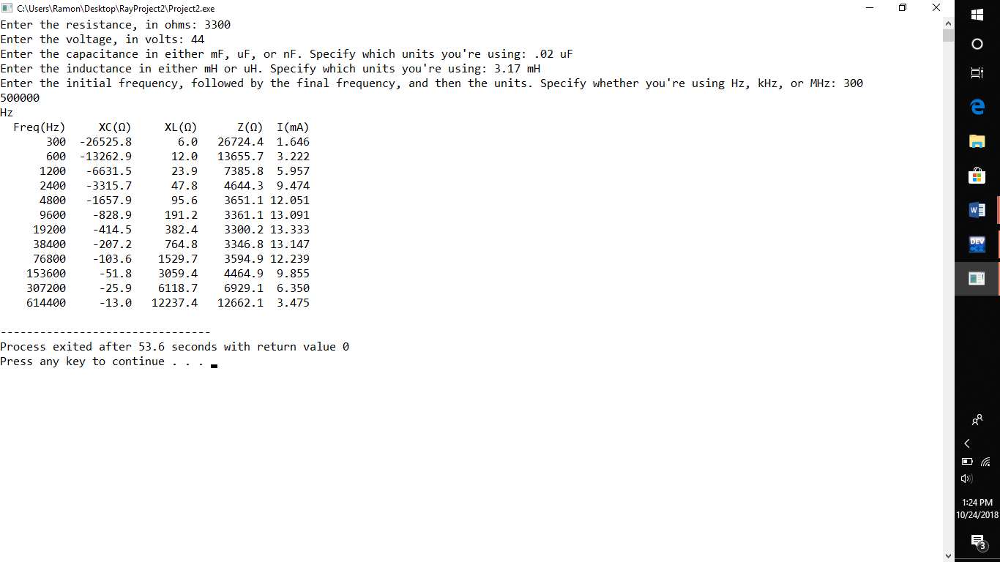 C:\Users\Ramon\Desktop\RayProject2\Project2.exe
Enter the resistance, in ohms: 3300
Enter the voltage, in volts: 44
Enter the capacitance in either mF, uF, or nF. Specify which units you're using: .02 uF
Enter the inductance in either mH or uH. Specify which units you're using: 3.17 mH
Enter the initial frequency, followed by the final frequency, and then the units. Specify whether you're using Hz, kHz, or MHz: 300
500000
Hz
Freq(Hz) XC(Ω) XL(Ω) Z(Ω) I(mA)
300 -26525.8 6.0 26724.4 1.646
600 -13262.9 12.0 13655.7 3.222
1200 -6631.5 23.9 7385.8 5.957
2400 -3315.7 47.8 4644.3 9.474
4800 -1657.9 95.6 3651.1 12.051
9600 -828.9 191.2 3361.1 13.091
19200 -414.5 382.4 3300.2 13.333
38400 -207.2 764.8 3346.8 13.147
76800 -103.6 1529.7 3594.9 12.239
153600 -51.8 3059.4 4464.9 9.855
307200 -25.9 6118.7 6929.1 6.350
614400 -13.0 12237.4 12662.1 3.475
--------------------------------
Process exited after 53.6 seconds with return value 0
Press any key to continue . . .
W
DEV
1:24 PM
10/24/2018
3